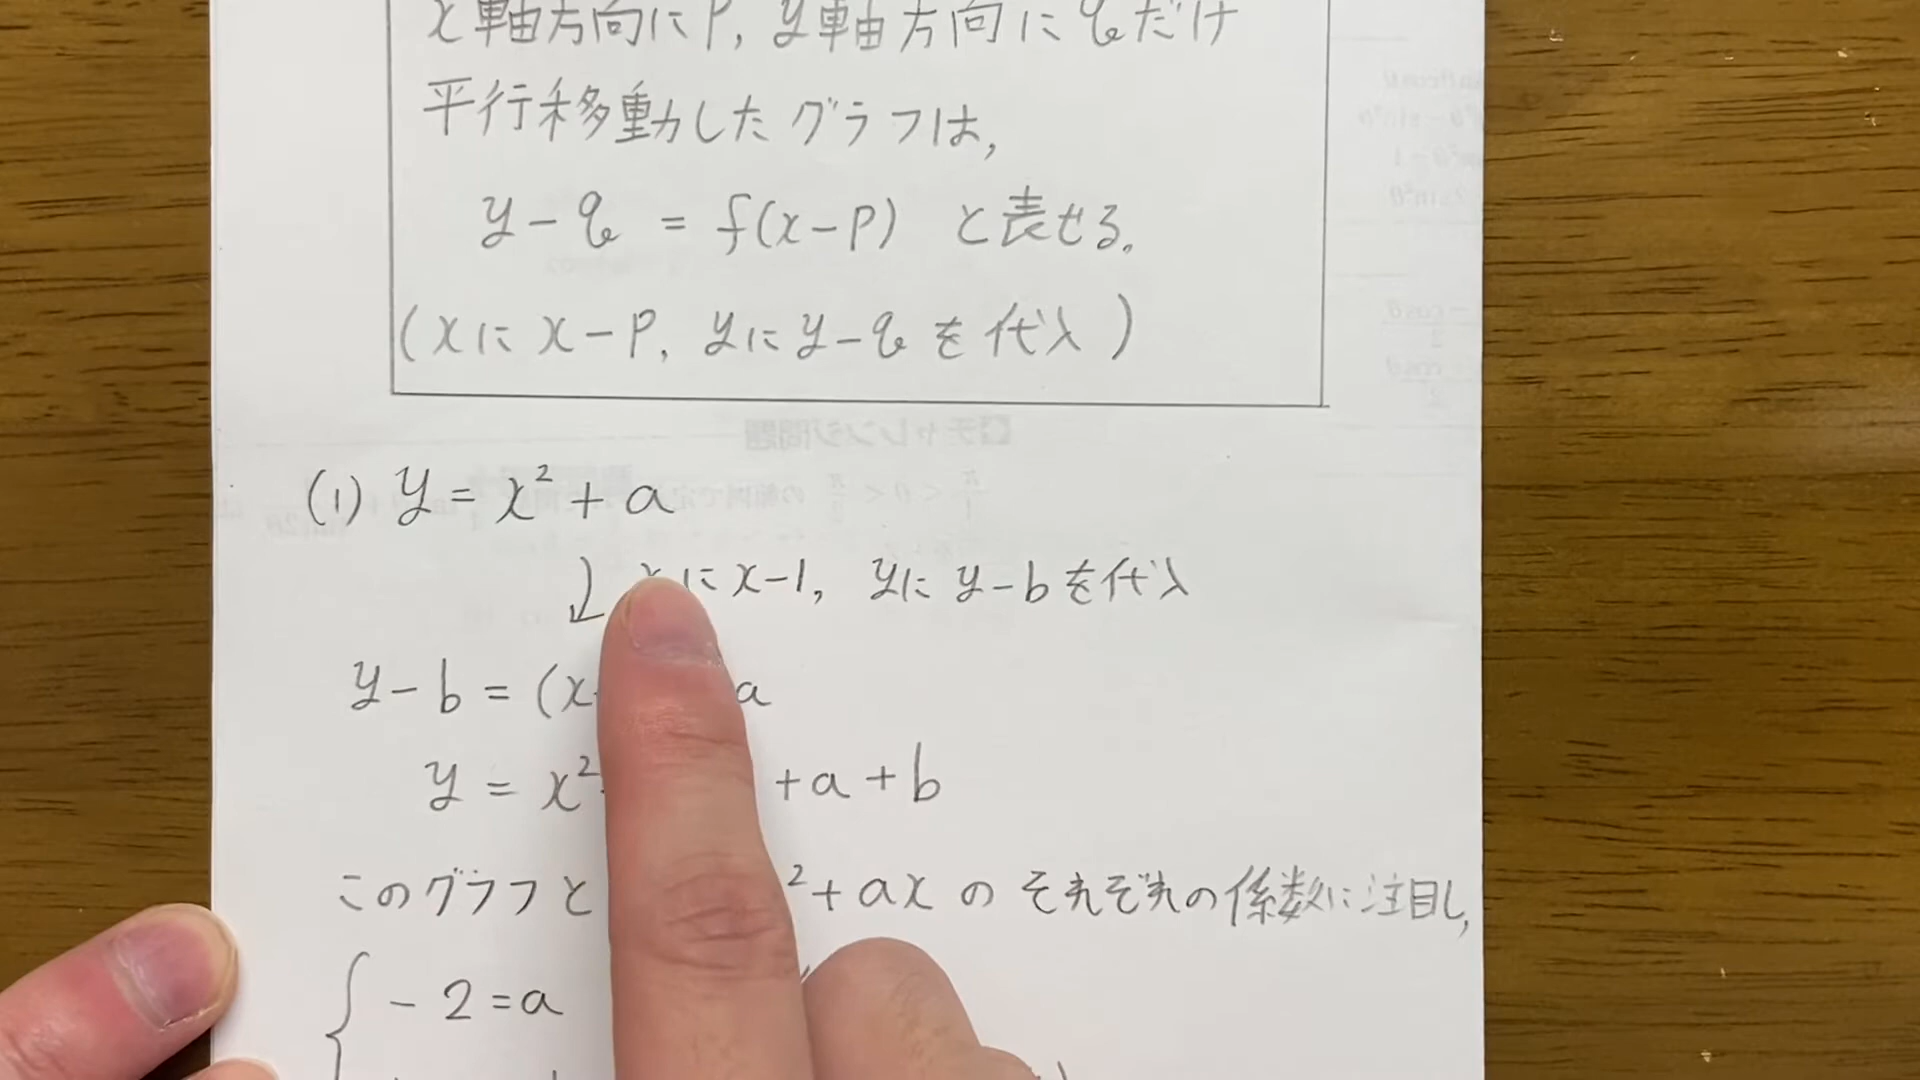 x軸方向にp, y軸方向にqだけ
平行移動したグラフは,
y-q = f(x-p) と表せる。
(xにx-p, yにy-qを代入)
(1) y = x² + a
xにx-1, yにy-bを代入
y-b = (x a
y = x² +a+b
このグラフと ²+ax のそれぞれの係数に注目し,
-2=a